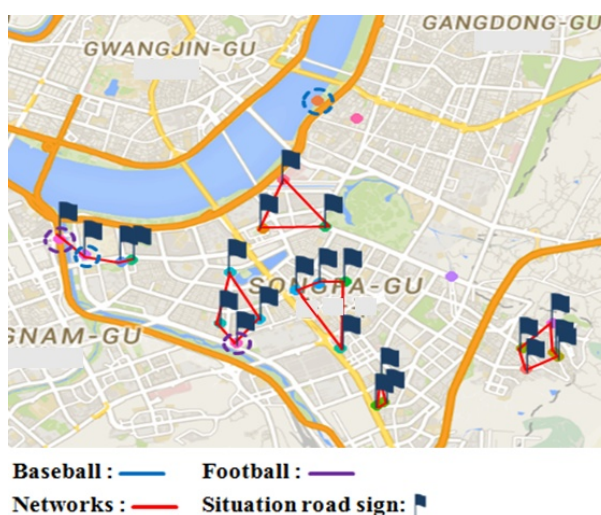 GWANGJIN-GU
GANGDONG-GU
SONGPA-GU
GNAM-GU
Baseball :
Football :
Networks :
Situation road sign: